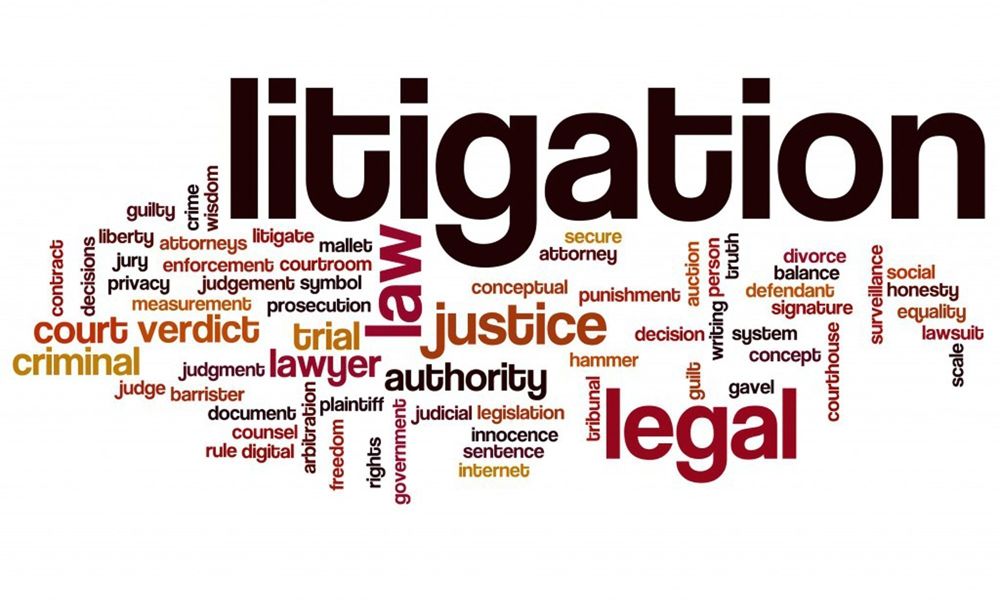 litigation
wisdom
crime
guilty
liberty
attorneys
litigate
mallet
law
secure
attorney
contract
decisions
jury
enforcement
courtroom
privacy
judgement
symbol
measurement
prosecution
conceptual
punishment
auction
person
truth
divorce
balance
defendant
signature
surveillance
social
honesty
equality
lawsuit
scale
court
verdict
trial
justice
decision
writing
system
concept
courthouse
criminal
judgment
lawyer
authority
hammer
guilt
gavel
judge
barrister
document
arbitration
plaintiff
government
judicial
legislation
tribunal
legal
counsel
rule
digital
freedom
rights
innocence
sentence
internet